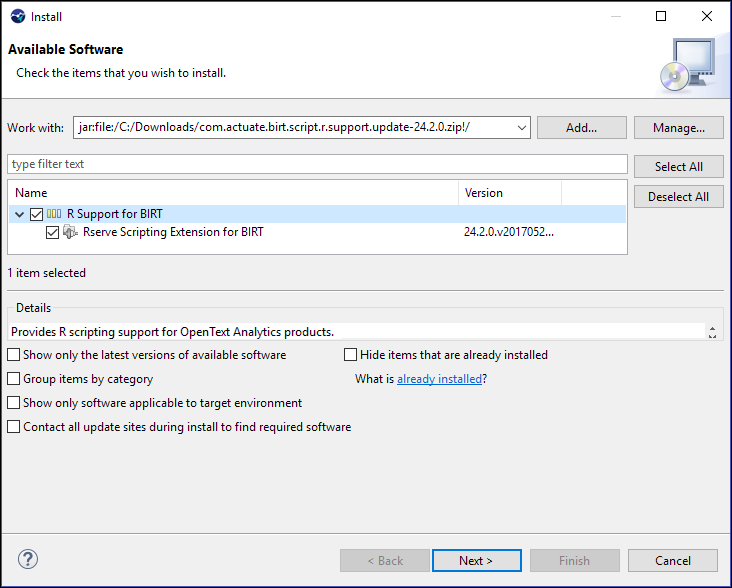 Install
Available Software
Check the items that you wish to install.
Work with: jar:file:/C:/Downloads/com.actuate.birt.script.r.support.update-24.2.0.zip!/ Add... Manage...
type filter text Select All
Name Version Deselect All
R Support for BIRT
Rserve Scripting Extension for BIRT 24.2.0.v2017052...
1 item selected
Details
Provides R scripting support for OpenText Analytics products.
Show only the latest versions of available software Hide items that are already installed
Group items by category What is already installed?
Show only software applicable to target environment
Contact all update sites during install to find required software
? < Back Next > Finish Cancel